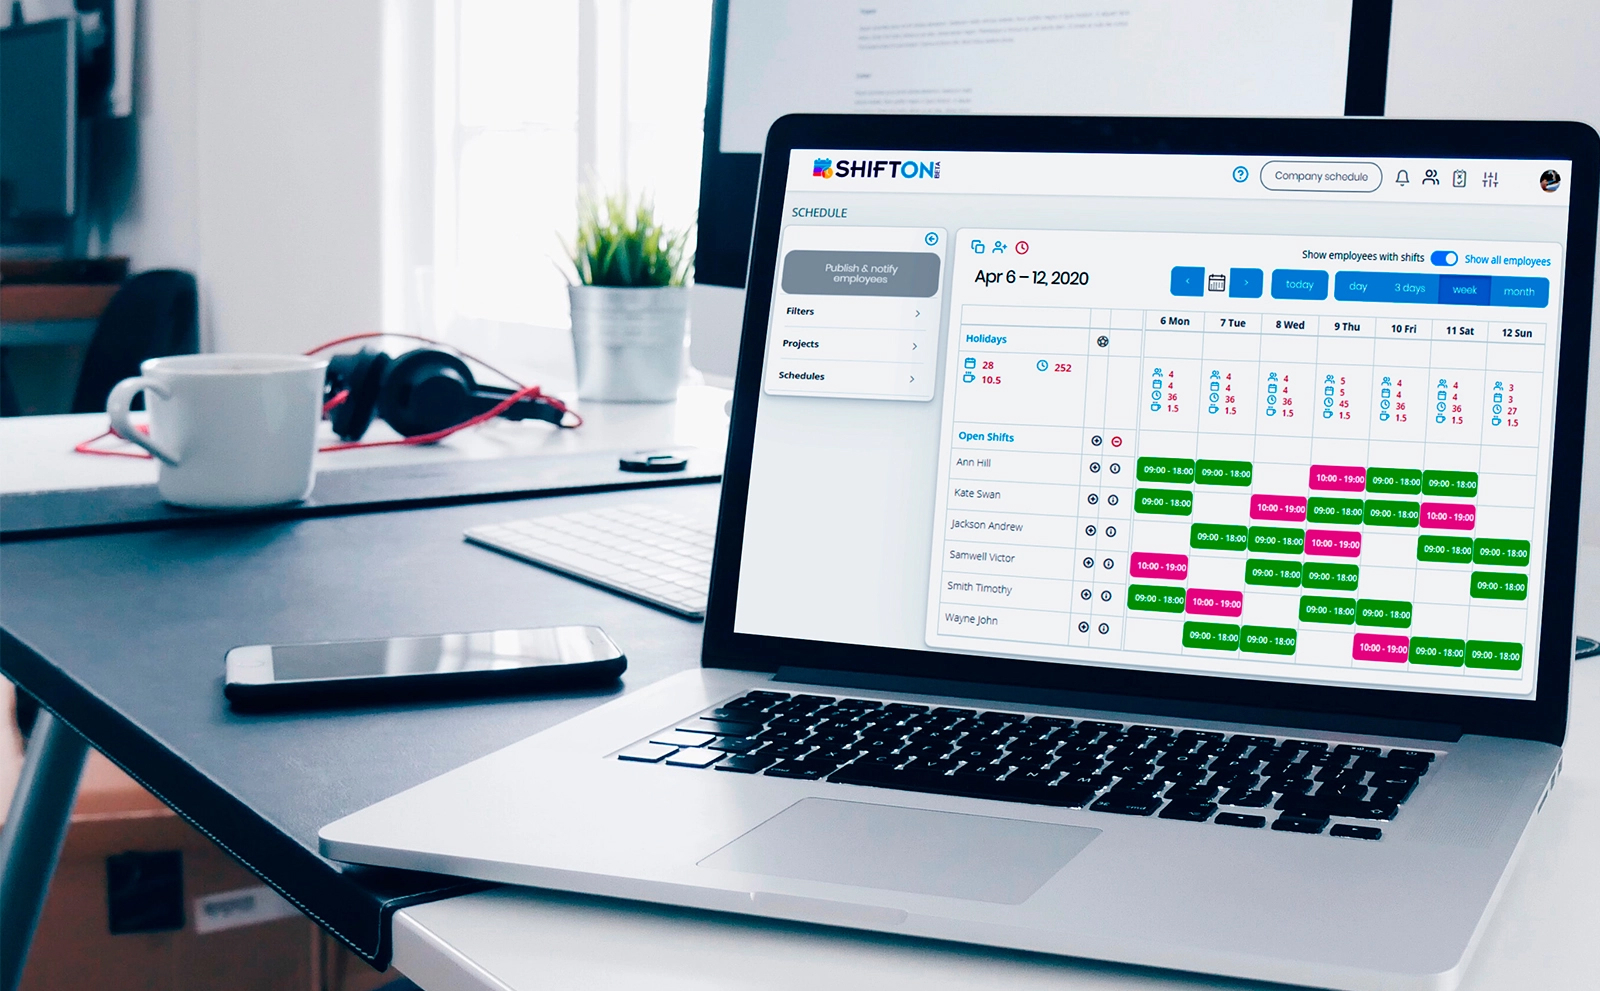 SHIFTON BETA
Company schedule
SCHEDULE
Publish & notify
employees
Filters
Projects
Schedules
Show employees with shifts
Show all employees
Apr 6 – 12, 2020
today
day
3 days
week
month
6 Mon
7 Tue
8 Wed
9 Thu
10 Fri
11 Sat
12 Sun
Holidays
28
252
10.5
4 4 4 5 4 4 3
4 4 4 5 4 4 3
36 36 36 45 36 36 27
1.5 1.5 1.5 1.5 1.5 1.5 1.5
Open Shifts
Ann Hill
09:00 - 18:00 09:00 - 18:00 10:00 - 19:00 09:00 - 18:00 09:00 - 18:00
Kate Swan
09:00 - 18:00 10:00 - 19:00 09:00 - 18:00 09:00 - 18:00 10:00 - 19:00
Jackson Andrew
09:00 - 18:00 09:00 - 18:00 10:00 - 19:00 09:00 - 18:00 09:00 - 18:00
Samwell Victor
10:00 - 19:00 09:00 - 18:00 09:00 - 18:00 09:00 - 18:00
Smith Timothy
09:00 - 18:00 10:00 - 19:00 09:00 - 18:00 09:00 - 18:00
Wayne John
09:00 - 18:00 09:00 - 18:00 10:00 - 19:00 09:00 - 18:00 09:00 - 18:00